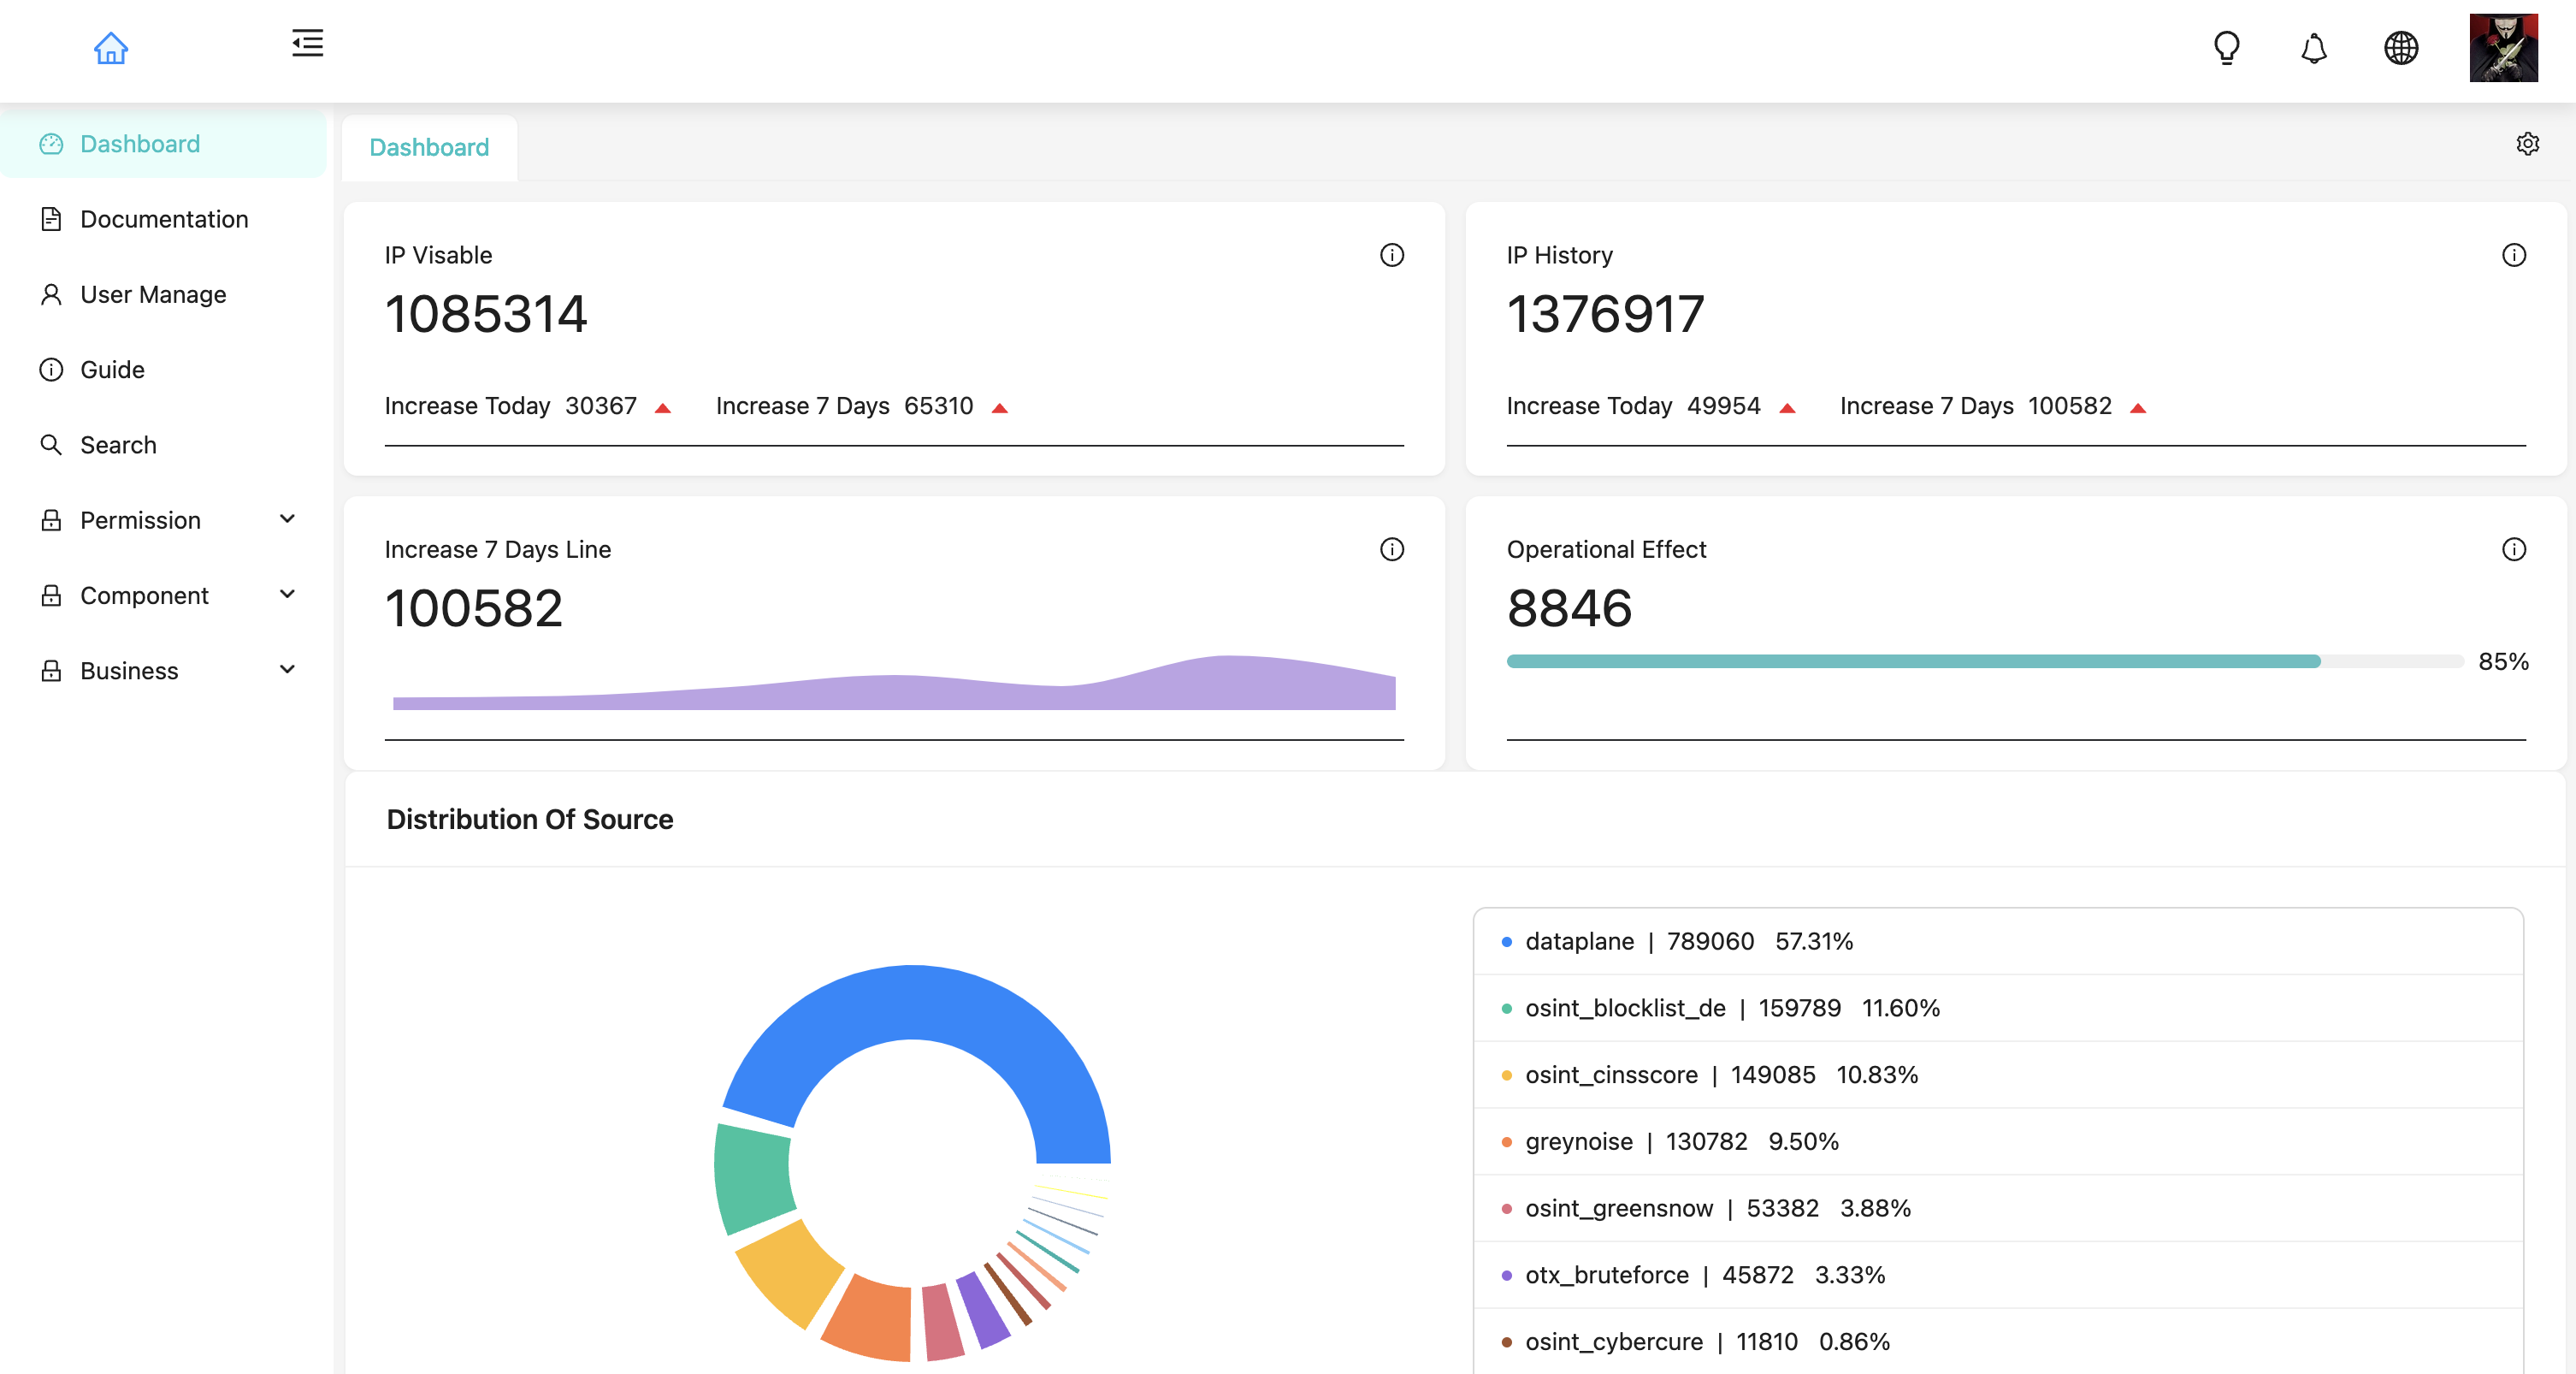 Dashboard
Documentation
User Manage
Guide
Search
Permission
Component
Business
Dashboard
IP Visable
1085314
Increase Today 30367 Increase 7 Days 65310
IP History
1376917
Increase Today 49954 Increase 7 Days 100582
Increase 7 Days Line
100582
Operational Effect
8846
85%
Distribution Of Source
dataplane | 789060 57.31%
osint_blocklist_de | 159789 11.60%
osint_cinsscore | 149085 10.83%
greynoise | 130782 9.50%
osint_greensnow | 53382 3.88%
otx_bruteforce | 45872 3.33%
osint_cybercure | 11810 0.86%